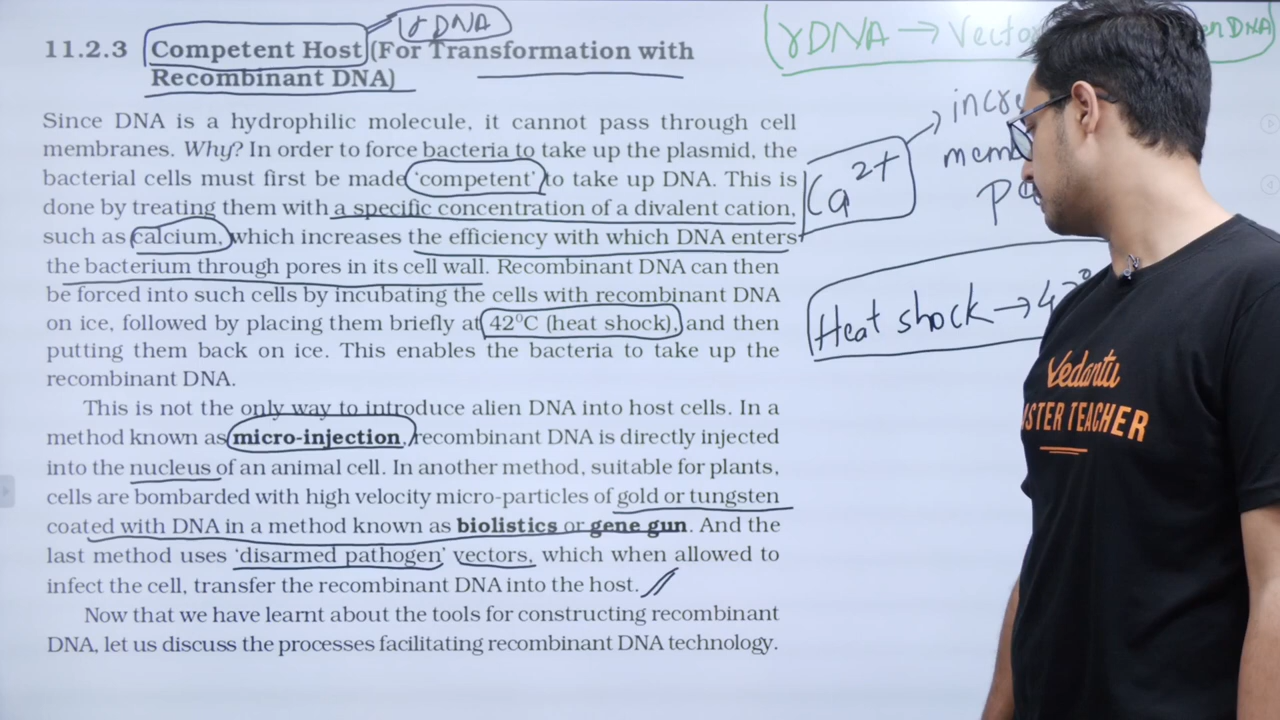 11.2.3 Competent Host (For Transformation with
Recombinant DNA)
rDNA
Since DNA is a hydrophilic molecule, it cannot pass through cell
membranes. Why? In order to force bacteria to take up the plasmid, the
bacterial cells must first be made ‘competent’ to take up DNA. This is
done by treating them with a specific concentration of a divalent cation,
such as calcium, which increases the efficiency with which DNA enters
the bacterium through pores in its cell wall. Recombinant DNA can then
be forced into such cells by incubating the cells with recombinant DNA
on ice, followed by placing them briefly at 42⁰C (heat shock), and then
putting them back on ice. This enables the bacteria to take up the
recombinant DNA.
This is not the only way to introduce alien DNA into host cells. In a
method known as micro-injection, recombinant DNA is directly injected
into the nucleus of an animal cell. In another method, suitable for plants,
cells are bombarded with high velocity micro-particles of gold or tungsten
coated with DNA in a method known as biolistics or gene gun. And the
last method uses ‘disarmed pathogen’ vectors, which when allowed to
infect the cell, transfer the recombinant DNA into the host.
Now that we have learnt about the tools for constructing recombinant
DNA, let us discuss the processes facilitating recombinant DNA technology.
rDNA → Vecto DNA
Ca²⁺ →
Heat shock →
Vedantu
TEACHER